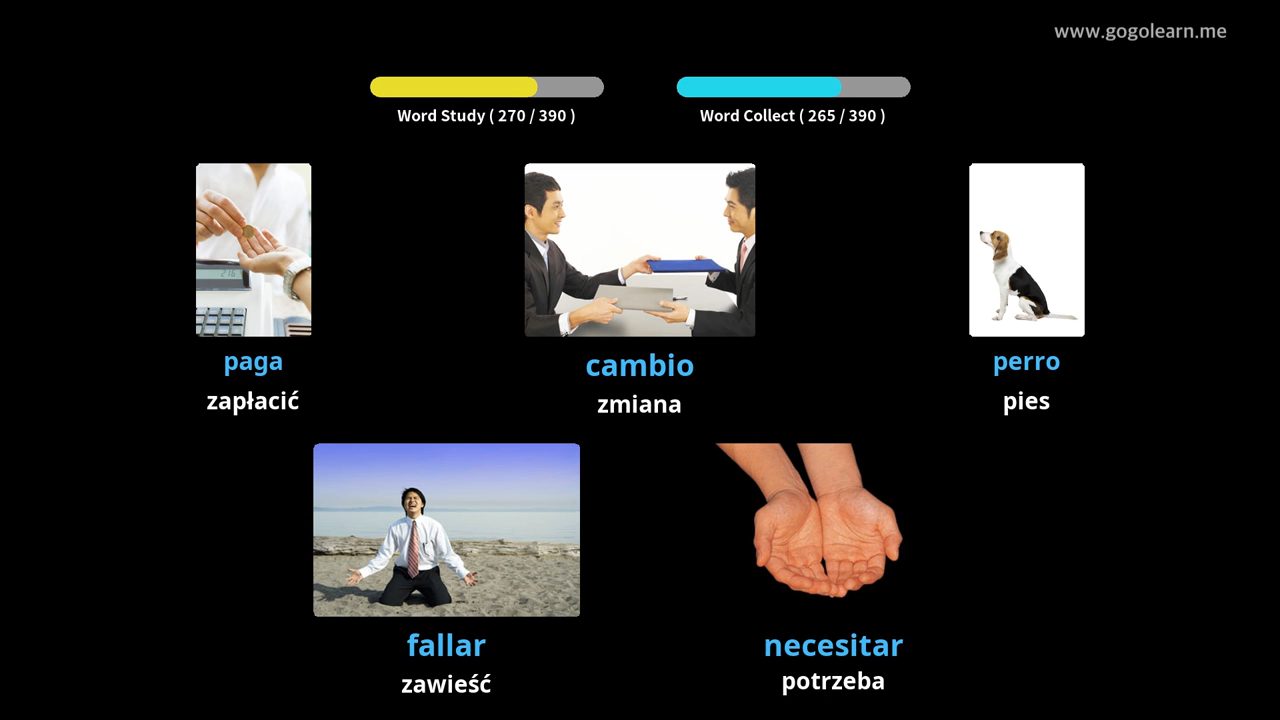 www.gogolearn.me
Word Study ( 270 / 390 )
Word Collect ( 265 / 390 )
paga
zapłacić
cambio
zmiana
perro
pies
fallar
zawieść
necesitar
potrzeba